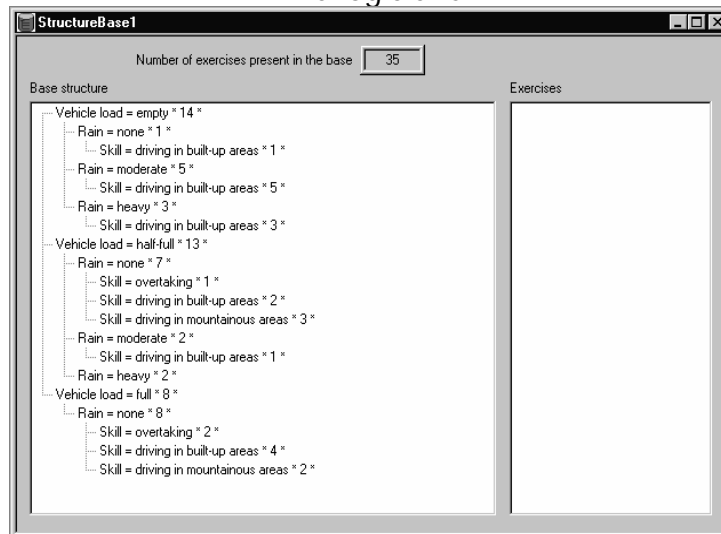 StructureBase1
Number of exercises present in the base 35
Base structure
Exercises
Vehicle load = empty * 14 *
Rain = none * 1 *
Skill = driving in built-up areas * 1 *
Rain = moderate * 5 *
Skill = driving in built-up areas * 5 *
Rain = heavy * 3 *
Skill = driving in built-up areas * 3 *
Vehicle load = half-full * 13 *
Rain = none * 7 *
Skill = overtaking * 1 *
Skill = driving in built-up areas * 2 *
Skill = driving in mountainous areas * 3 *
Rain = moderate * 2 *
Skill = driving in built-up areas * 1 *
Rain = heavy * 2 *
Vehicle load = full * 8 *
Rain = none * 8 *
Skill = overtaking * 2 *
Skill = driving in built-up areas * 4 *
Skill = driving in mountainous areas * 2 *